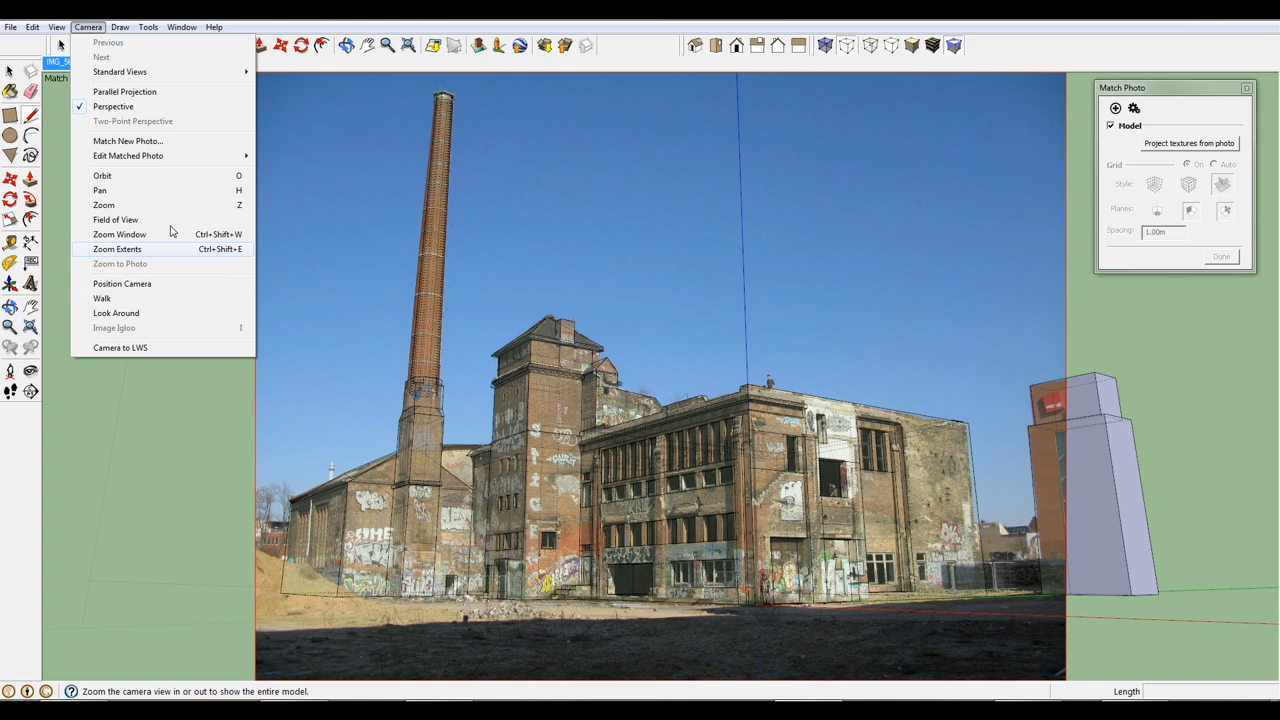 File Edit View Camera Draw Tools Window Help
Previous
Next
Standard Views
Parallel Projection
Perspective
Two-Point Perspective
Match New Photo...
Edit Matched Photo
Orbit O
Pan H
Zoom Z
Field of View
Zoom Window Ctrl+Shift+W
Zoom Extents Ctrl+Shift+E
Zoom to Photo
Position Camera
Walk
Look Around
Image Igloo I
Camera to LWS
Match
Match Photo
Model
Project textures from photo
Grid On Auto
Style:
Planes:
Spacing: 1.00m
Done
Zoom the camera view in or out to show the entire model.
Length